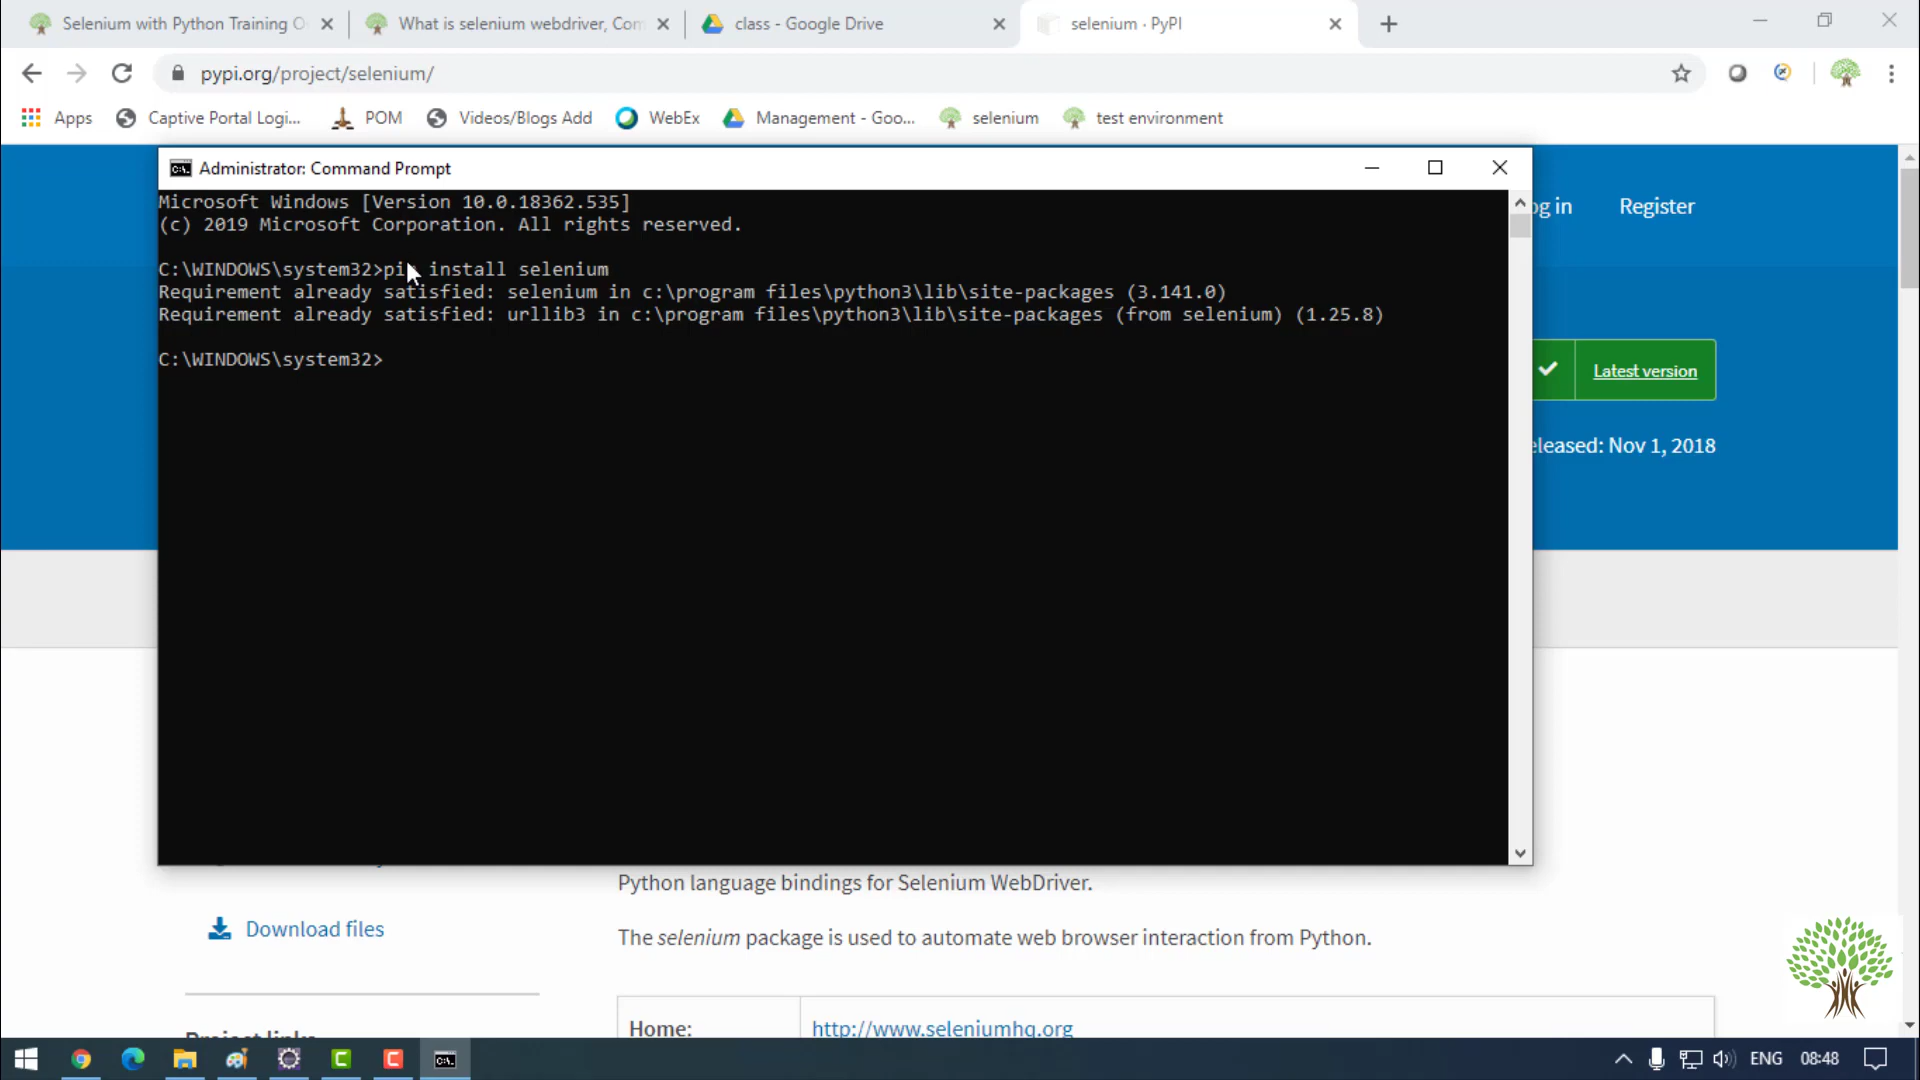 Selenium with Python Training O
What is selenium webdriver, Com
class - Google Drive
selenium · PyPI
pypi.org/project/selenium/
Apps
Captive Portal Logi...
POM
Videos/Blogs Add
WebEx
Management - Goo...
selenium
test environment
Administrator: Command Prompt
Microsoft Windows [Version 10.0.18362.535]
(c) 2019 Microsoft Corporation. All rights reserved.
C:\WINDOWS\system32>pip install selenium
Requirement already satisfied: selenium in c:\program files\python3\lib\site-packages (3.141.0)
Requirement already satisfied: urllib3 in c:\program files\python3\lib\site-packages (from selenium) (1.25.8)
C:\WINDOWS\system32>
og in
Register
Latest version
eleased: Nov 1, 2018
Python language bindings for Selenium WebDriver.
Download files
The selenium package is used to automate web browser interaction from Python.
Project links
Home:
http://www.seleniumhq.org
ENG
08:48